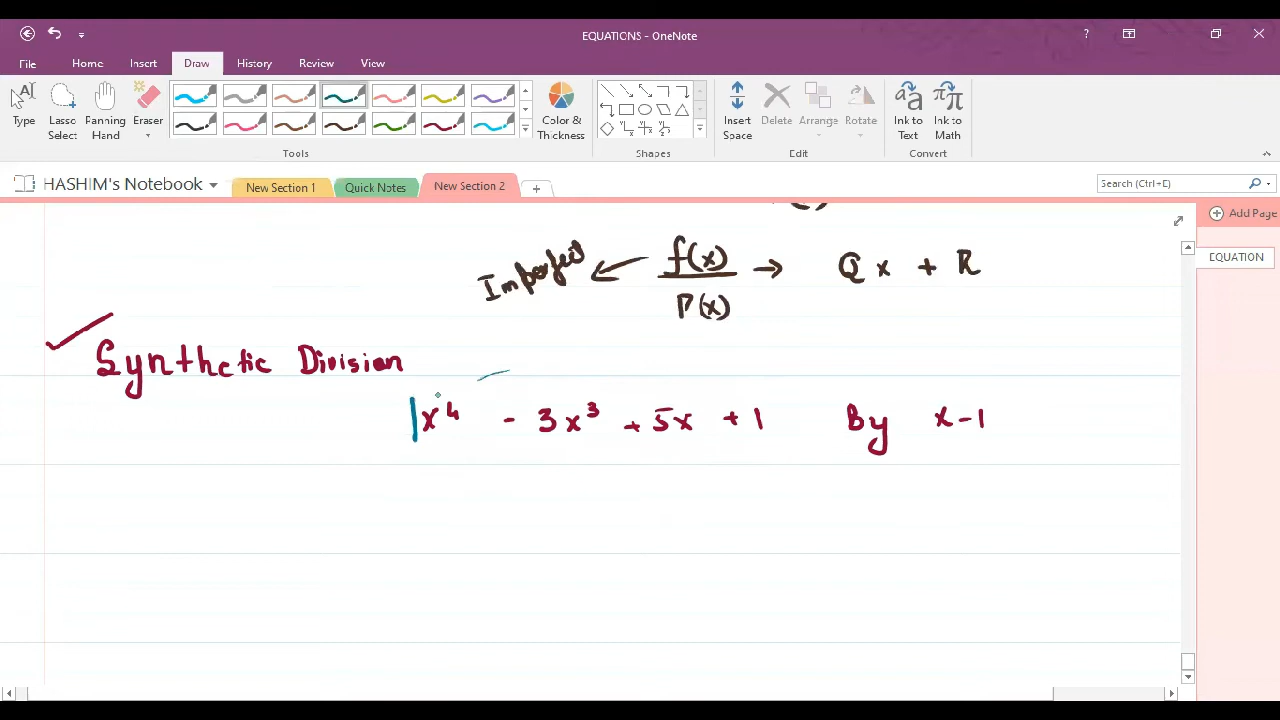 EQUATIONS - OneNote
?
File Home Insert Draw History Review View
Type Lasso Select Panning Hand Eraser Color & Thickness Insert Space Delete Arrange Rotate Ink to Text Ink to Math
Tools Shapes Edit Convert
HASHIM's Notebook New Section 1 Quick Notes New Section 2 + Search (Ctrl+E)
Add Page
EQUATION
Imperfect ← f(x) / P(x) → Q x + R
✓ Synthetic Division
|x⁴ - 3x³ + 5x + 1 By x-1